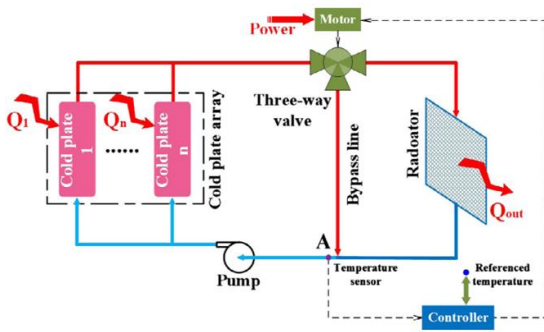 Motor
Power
Three-way
valve
Q1
Qn
Cold plate
1
......
Cold plate
n
Cold plate array
Bypass line
Radoator
Qout
A
Pump
Temperature
sensor
Referenced
temperature
Controller